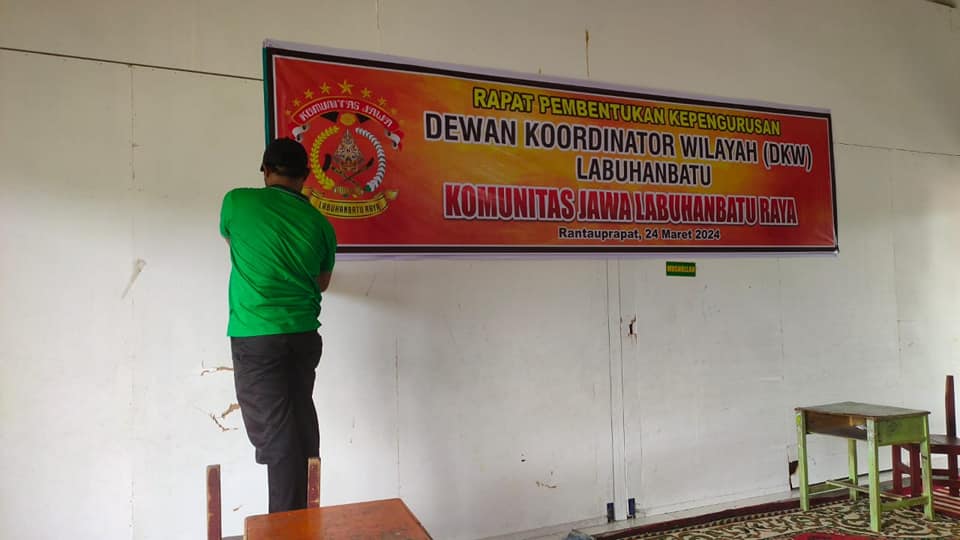 KOMUNITAS JAWA
LABUHANBATU RAYA
RAPAT PEMBENTUKAN KEPENGURUSAN
DEWAN KOORDINATOR WILAYAH (DKW)
LABUHANBATU
KOMUNITAS JAWA LABUHANBATU RAYA
Rantauprapat, 24 Maret 2024
MUSHOLLAH